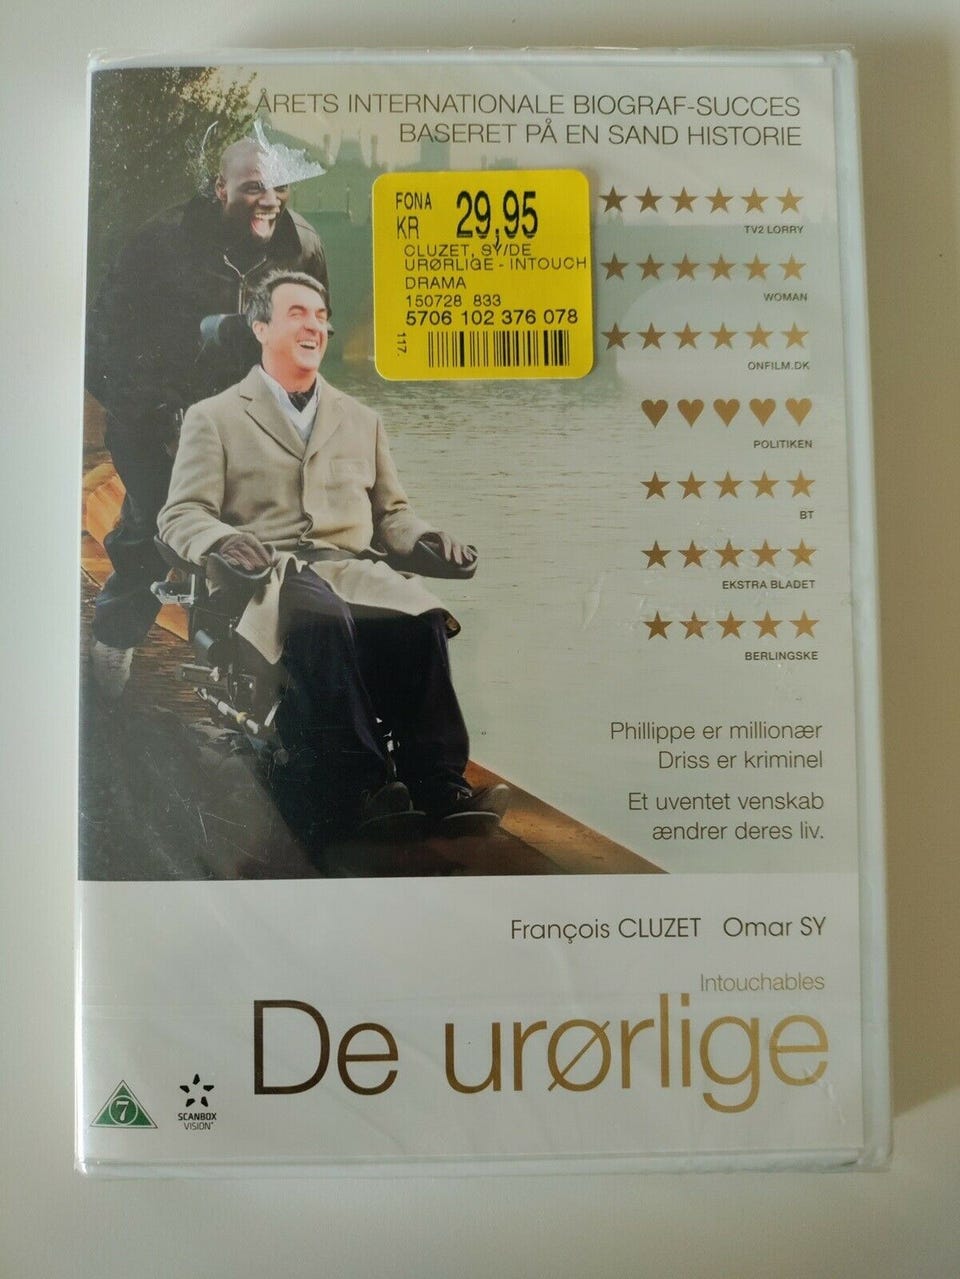 ÅRETS INTERNATIONALE BIOGRAF-SUCCES
BASERET PÅ EN SAND HISTORIE
FONA
KR 29,95
CLUZET, SY/DE
URØRLIGE - INTOUCH
DRAMA
150728 833
5706 102 376 078
117.
TV2 LORRY
WOMAN
ONFILM.DK
POLITIKEN
BT
EKSTRA BLADET
BERLINGSKE
Phillippe er millionær
Driss er kriminel
Et uventet venskab
ændrer deres liv.
François CLUZET Omar SY
Intouchables
De urørlige
7
SCANBOX
VISION